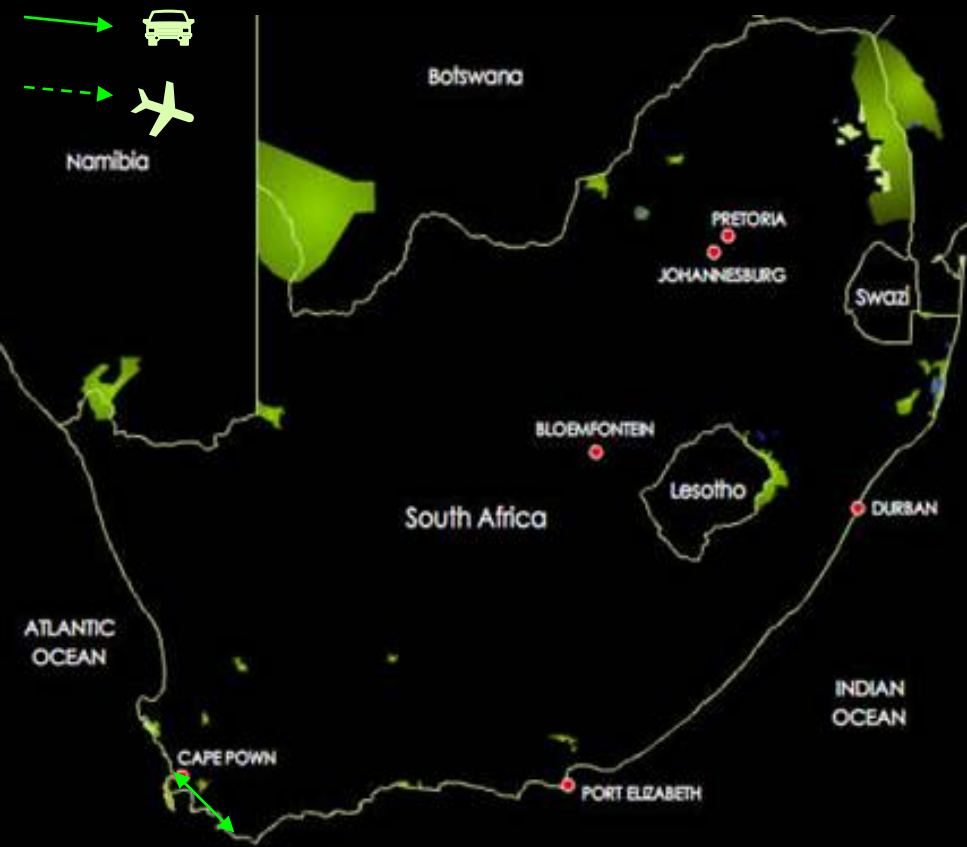 Botswana
Namibia
PRETORIA
JOHANNESBURG
Swazi
BLOEMFONTEIN
Lesotho
DURBAN
South Africa
ATLANTIC
OCEAN
INDIAN
OCEAN
CAPE POWN
PORT ELIZABETH